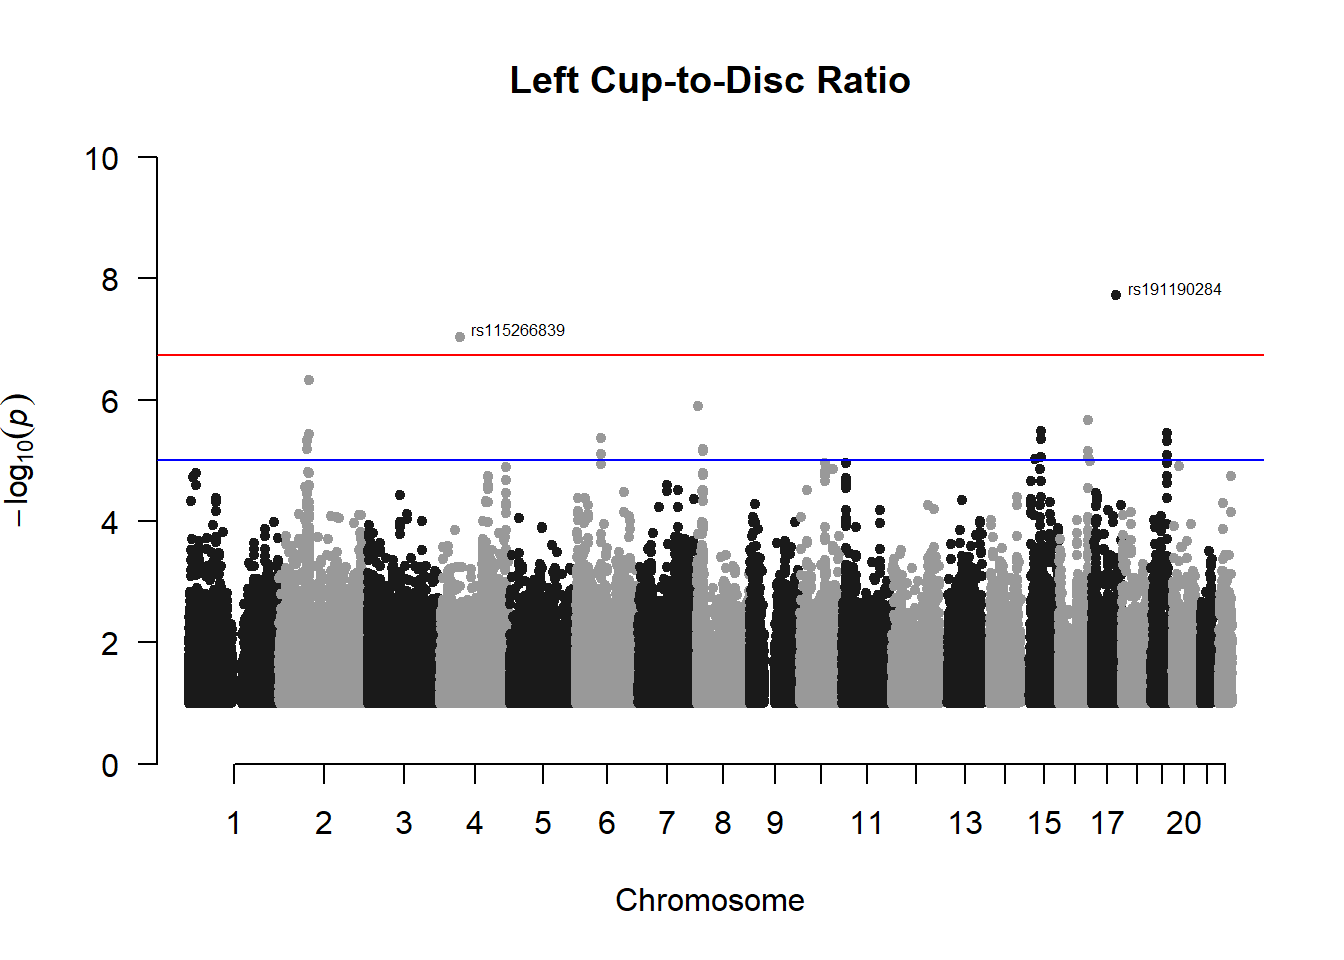 Left Cup-to-Disc Ratio
10
8
6
4
2
0
−log10(p)
rs191190284
rs115266839
1 2 3 4 5 6 7 8 9 11 13 15 17 20
Chromosome